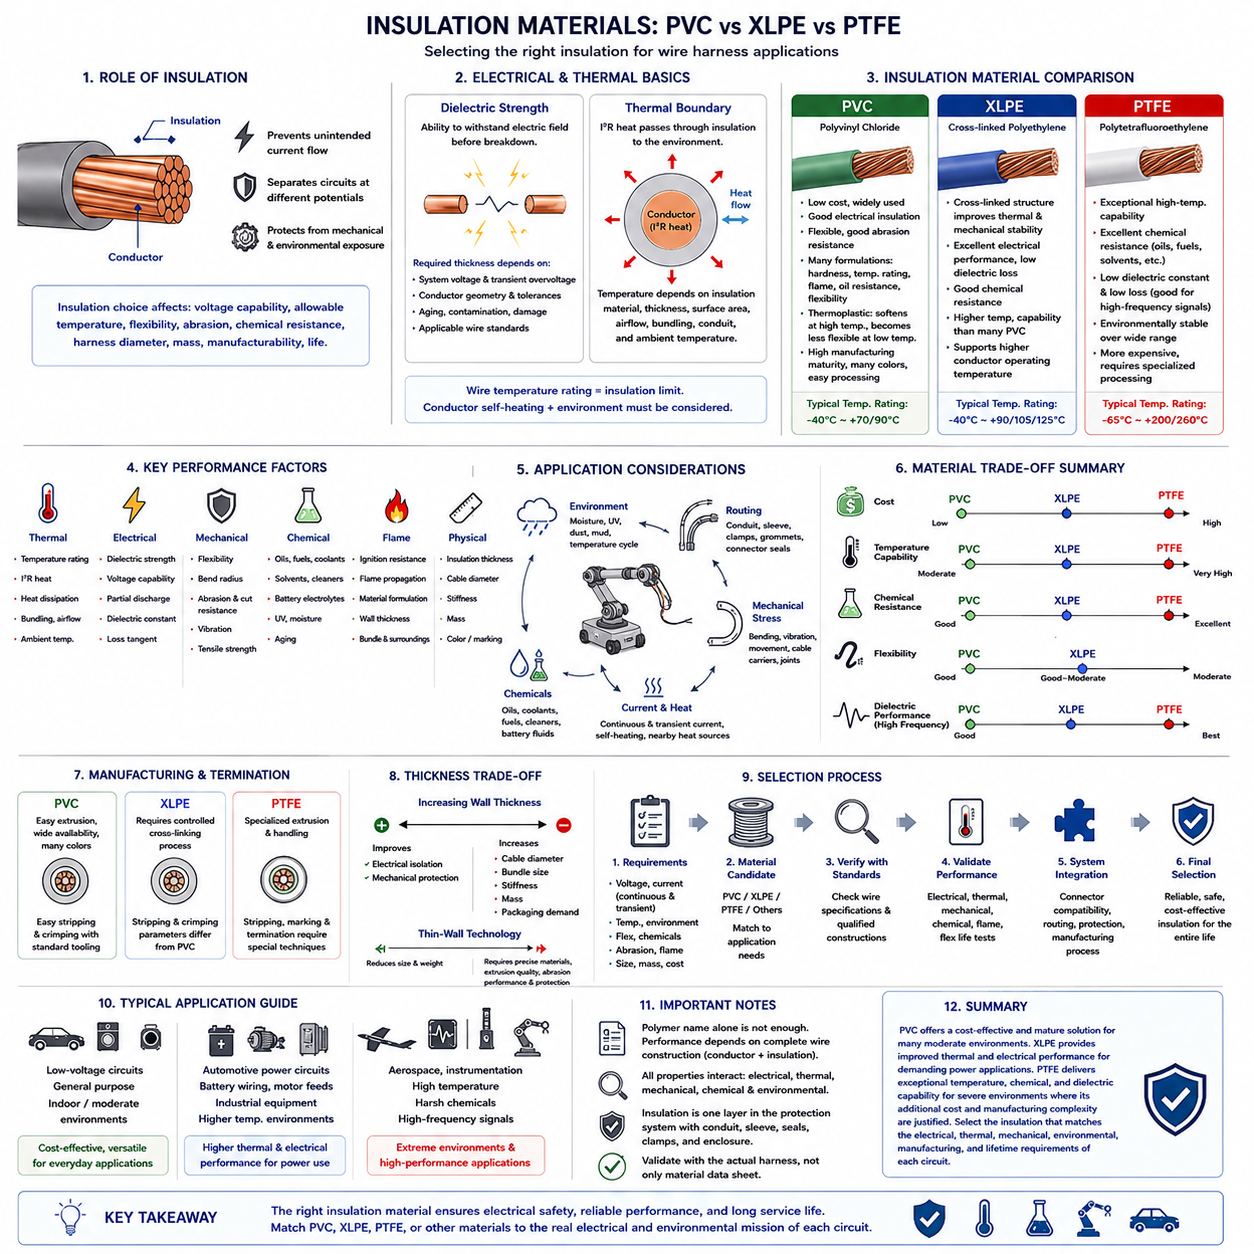 INSULATION MATERIALS: PVC vs XLPE vs PTFE
Selecting the right insulation for wire harness applications
1. ROLE OF INSULATION
Insulation
Conductor
Prevents unintended
current flow
Separates circuits at
different potentials
Protects from mechanical
& environmental exposure
Insulation choice affects: voltage capability, allowable
temperature, flexibility, abrasion, chemical resistance,
harness diameter, mass, manufacturability, life.
2. ELECTRICAL & THERMAL BASICS
Dielectric Strength
Ability to withstand electric field
before breakdown.
Required thickness depends on:
• System voltage & transient overvoltage
• Conductor geometry & tolerances
• Aging, contamination, damage
• Applicable wire standards
Thermal Boundary
I²R heat passes through insulation
to the environment.
Heat
flow
Conductor
(I²R heat)
Temperature depends on insulation
material, thickness, surface area,
airflow, bundling, conduit,
and ambient temperature.
Wire temperature rating = insulation limit.
Conductor self-heating + environment must be considered.
3. INSULATION MATERIAL COMPARISON
PVC
Polyvinyl Chloride
• Low cost, widely used
• Good electrical insulation
• Flexible, good abrasion
resistance
• Many formulations:
hardness, temp. rating,
flame, oil resistance,
flexibility
• Thermoplastic: softens
at high temp., becomes
less flexible at low temp.
• High manufacturing
maturity, many colors,
easy processing
Typical Temp. Rating:
-40°C ~ +70/90°C
XLPE
Cross-linked Polyethylene
• Cross-linked structure
improves thermal &
mechanical stability
• Excellent electrical
performance, low
dielectric loss
• Good chemical
resistance
• Higher temp, capability
than many PVC
• Supports higher
conductor operating
temperature
Typical Temp. Rating:
-40°C ~ +90/105/125°C
PTFE
Polytetrafluoroethylene
• Exceptional high-temp.
capability
• Excellent chemical
resistance (oils, fuels,
solvents, etc.)
• Low dielectric constant
& low loss (good for
high-frequency signals)
• Environmentally stable
over wide range
• More expensive,
requires specialized
processing
Typical Temp. Rating:
-65°C ~ +200/260°C
4. KEY PERFORMANCE FACTORS
Thermal
• Temperature rating
• I²R heat
• Heat dissipation
• Bundling, airflow
• Ambient temp.
Electrical
• Dielectric strength
• Voltage capability
• Partial discharge
• Dielectric constant
• Loss tangent
Mechanical
• Flexibility
• Bend radius
• Abrasion & cut
resistance
• Vibration
• Tensile strength
Chemical
• Oils, fuels, coolants
• Solvents, cleaners
• Battery electrolytes
• UV, moisture
• Aging
Flame
• Ignition resistance
• Flame propagation
• Material formulation
• Wall thickness
• Bundle & surroundings
Physical
• Insulation thickness
• Cable diameter
• Stiffness
• Mass
• Color / marking
5. APPLICATION CONSIDERATIONS
Environment
Moisture, UV,
dust, mud,
temperature cycle
Routing
Conduit, sleeve,
clamps, grommets,
connector seals
Mechanical
Stress
Bending, vibration,
movement, cable
carriers, joints
Chemicals
Oils, coolants,
fuels, cleaners,
battery fluids
Current & Heat
Continuous & transient current,
self-heating, nearby heat sources
6. MATERIAL TRADE-OFF SUMMARY
Cost
PVC
XLPE
PTFE
Low
High
Temperature
Capability
PVC
XLPE
PTFE
Moderate
Very High
Chemical
Resistance
PVC
XLPE
PTFE
Good
Excellent
Flexibility
PVC
XLPE
Good
Good–Moderate
Moderate
Dielectric
Performance
(High Frequency)
PVC
XLPE
PTFE
Good
Best
7. MANUFACTURING & TERMINATION
PVC
Easy extrusion,
wide availability,
many colors
Easy stripping
& crimping with
standard tooling
XLPE
Requires controlled
cross-linking
process
Stripping & crimping
parameters differ
from PVC
PTFE
Specialized extrusion
& handling
Stripping, marking &
termination require
special techniques
8. THICKNESS TRADE-OFF
Increasing Wall Thickness
Improves
✓ Electrical isolation
✓ Mechanical protection
Increases
• Cable diameter
• Bundle size
• Stiffness
• Mass
• Packaging demand
Thin-Wall Technology
Reduces size & weight
Requires precise materials,
extrusion quality, abrasion
performance & protection
9. SELECTION PROCESS
1. Requirements
• Voltage, current
(continuous &
transient)
• Temp., environment
• Flex, chemicals
• Abrasion, flame
• Size, mass, cost
2. Material
Candidate
PVC / XLPE /
PTFE / Others
Match to
application
needs
3. Verify with
Standards
Check wire
specifications &
qualified
constructions
4. Validate
Performance
Electrical, thermal,
mechanical,
chemical, flame,
flex life tests
5. System
Integration
Connector
compatibility,
routing, protection,
manufacturing
process
6. Final
Selection
Reliable, safe,
cost-effective
insulation for the
entire life
10. TYPICAL APPLICATION GUIDE
Low-voltage circuits
General purpose
Indoor / moderate
environments
Cost-effective, versatile
for everyday applications
Automotive power circuits
Battery wiring, motor feeds
Industrial equipment
Higher temp. environments
Higher thermal & electrical
performance for power use
Aerospace, instrumentation
High temperature
Harsh chemicals
High-frequency signals
Extreme environments &
high-performance applications
11. IMPORTANT NOTES
Polymer name alone is not enough.
Performance depends on complete wire
construction (conductor + insulation).
All properties interact: electrical, thermal,
mechanical, chemical & environmental.
Insulation is one layer in the protection
system with conduit, sleeve, seals,
clamps, and enclosure.
Validate with the actual harness, not
only material data sheet.
12. SUMMARY
PVC offers a cost-effective and mature solution for
many moderate environments. XLPE provides
improved thermal and electrical performance for
demanding power applications. PTFE delivers
exceptional temperature, chemical, and dielectric
capability for severe environments where its
additional cost and manufacturing complexity
are justified. Select the insulation that matches
the electrical, thermal, mechanical, environmental,
manufacturing, and lifetime requirements of
each circuit.
KEY TAKEAWAY
The right insulation material ensures electrical safety, reliable performance, and long service life.
Match PVC, XLPE, PTFE, or other materials to the real electrical and environmental mission of each circuit.